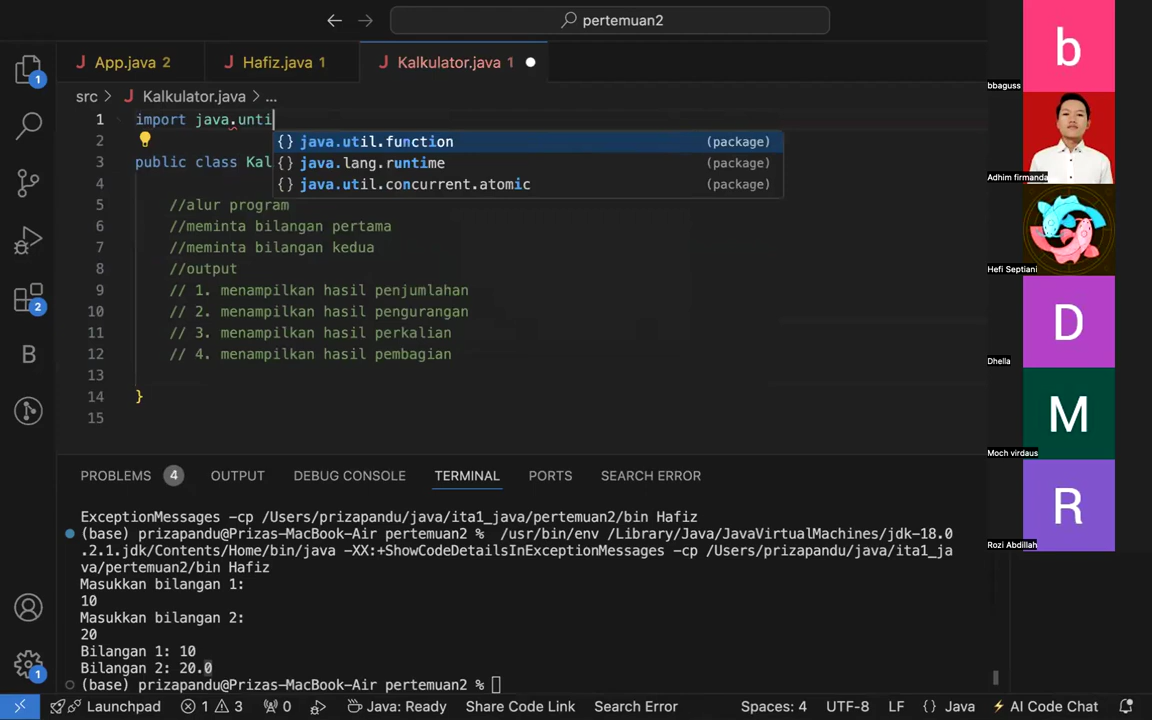 pertemuan2
App.java 2
Hafiz.java 1
Kalkulator.java 1
src > Kalkulator.java > ...
1 import java.unti
java.util.function (package)
2
java.lang.runtime (package)
3 public class Kal
java.util.concurrent.atomic (package)
4
5 //alur program
6 //meminta bilangan pertama
7 //meminta bilangan kedua
8 //output
9 // 1. menampilkan hasil penjumlahan
10 // 2. menampilkan hasil pengurangan
11 // 3. menampilkan hasil perkalian
12 // 4. menampilkan hasil pembagian
13
14 }
15
PROBLEMS 4 OUTPUT DEBUG CONSOLE TERMINAL PORTS SEARCH ERROR
ExceptionMessages -cp /Users/prizapandu/java/ita1_java/pertemuan2/bin Hafiz
(base) prizapandu@Prizas-MacBook-Air pertemuan2 % /usr/bin/env /Library/Java/JavaVirtualMachines/jdk-18.0
.2.1.jdk/Contents/Home/bin/java -XX:+ShowCodeDetailsInExceptionMessages -cp /Users/prizapandu/java/ita1_ja
va/pertemuan2/bin Hafiz
Masukkan bilangan 1:
10
Masukkan bilangan 2:
20
Bilangan 1: 10
Bilangan 2: 20.0
(base) prizapandu@Prizas-MacBook-Air pertemuan2 %
Launchpad 1 3 0 Java: Ready Share Code Link Search Error Spaces: 4 UTF-8 LF {} Java AI Code Chat
1
2
B
1
b
bbaguss
Adhim firmanda
Hefi Septiani
D
Dhella
M
Moch virdaus
R
Rozi Abdillah